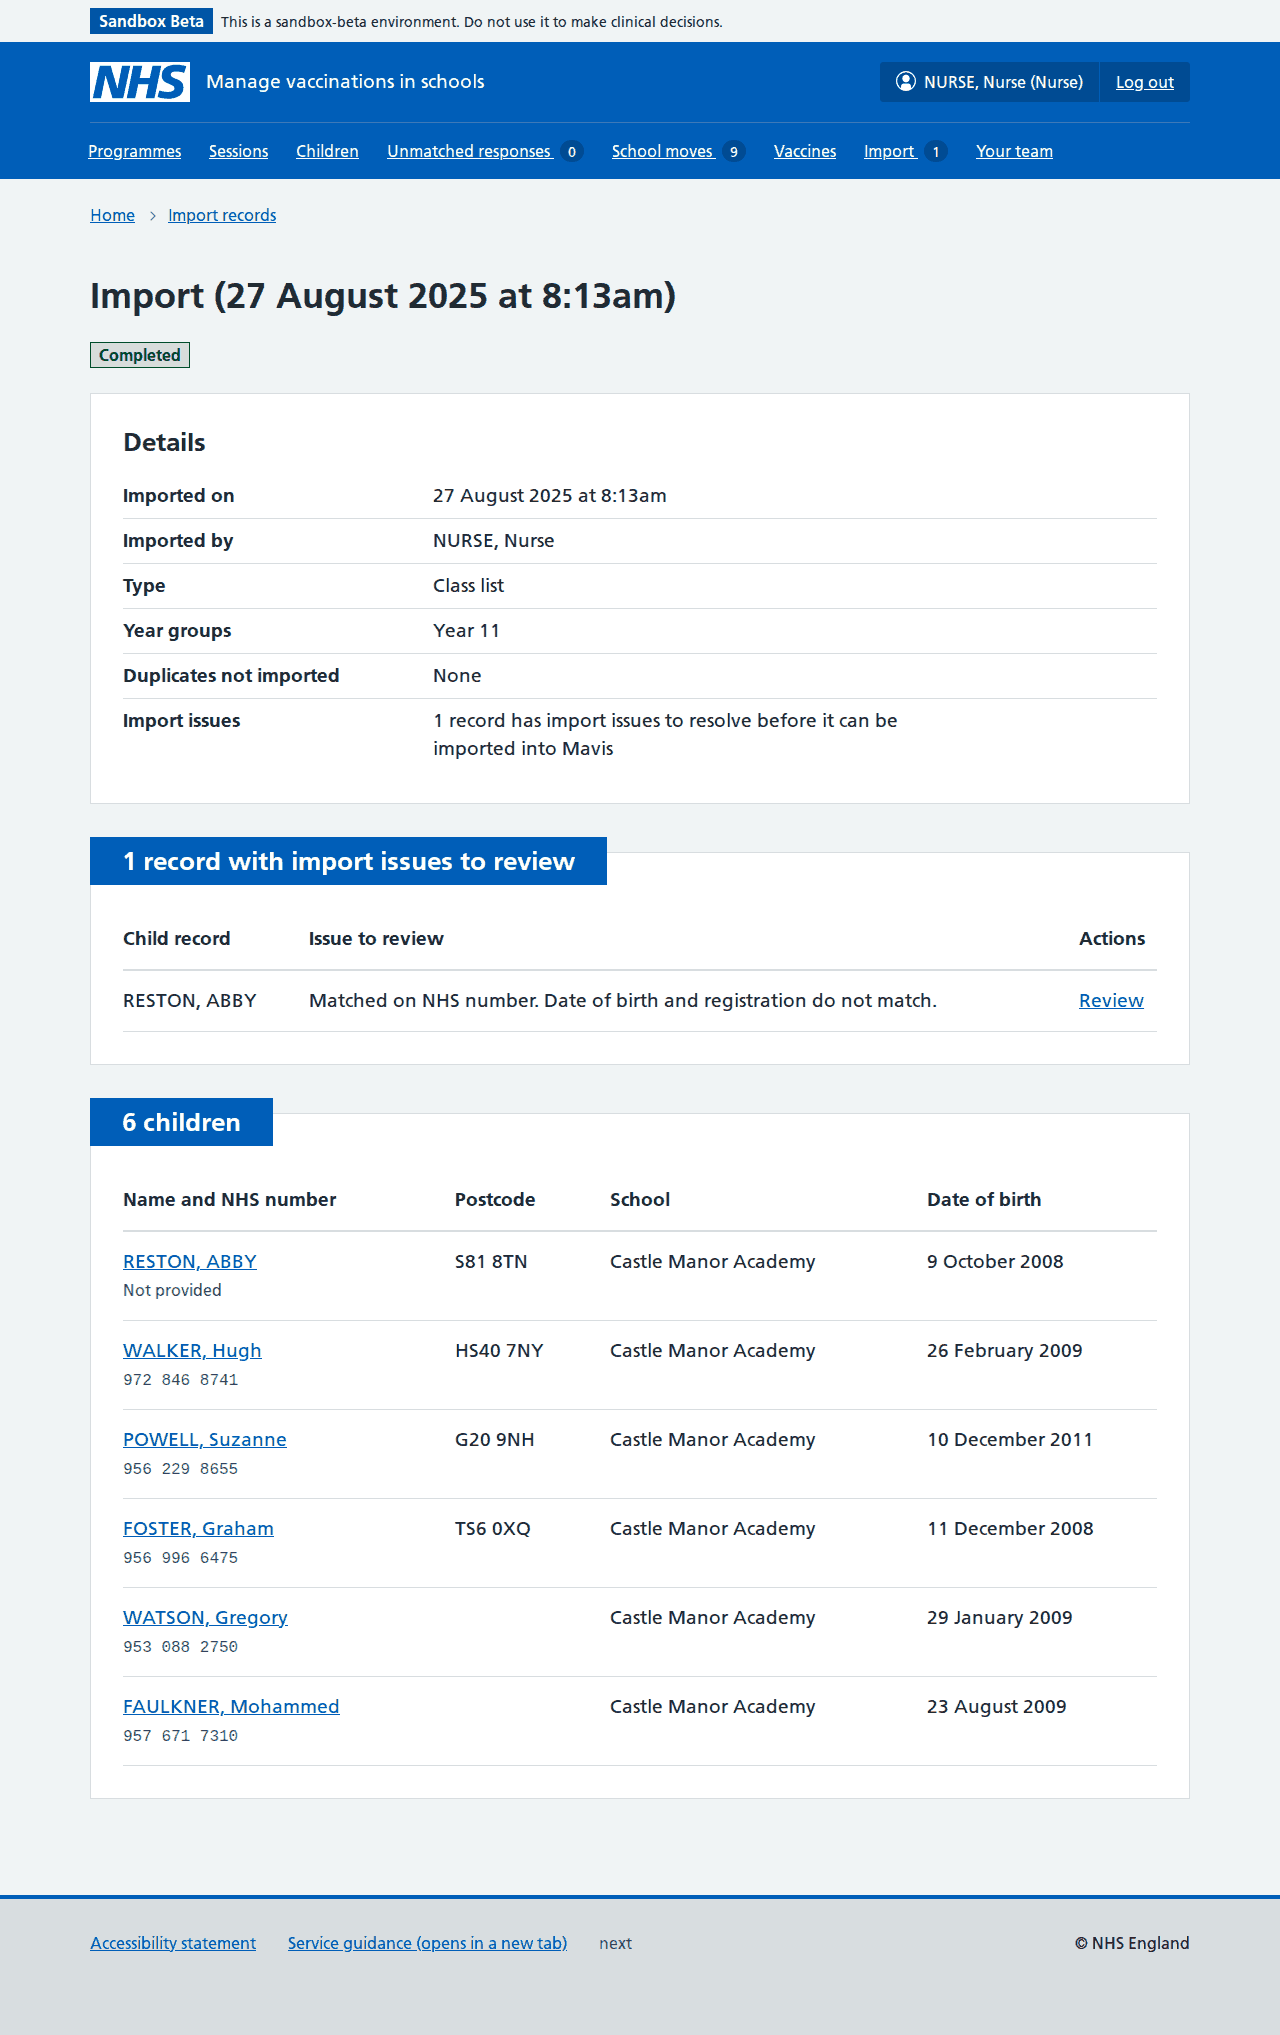 Sandbox Beta This is a sandbox-beta environment. Do not use it to make clinical decisions.
NHS Manage vaccinations in schools NURSE, Nurse (Nurse) Log out
Programmes Sessions Children Unmatched responses 0 School moves 9 Vaccines Import 1 Your team
Home Import records
Import (27 August 2025 at 8:13am)
Completed
Details
Imported on 27 August 2025 at 8:13am
Imported by NURSE, Nurse
Type Class list
Year groups Year 11
Duplicates not imported None
Import issues 1 record has import issues to resolve before it can be
imported into Mavis
1 record with import issues to review
Child record Issue to review Actions
RESTON, ABBY Matched on NHS number. Date of birth and registration do not match. Review
6 children
Name and NHS number Postcode School Date of birth
RESTON, ABBY S81 8TN Castle Manor Academy 9 October 2008
Not provided
WALKER, Hugh HS40 7NY Castle Manor Academy 26 February 2009
972 846 8741
POWELL, Suzanne G20 9NH Castle Manor Academy 10 December 2011
956 229 8655
FOSTER, Graham TS6 0XQ Castle Manor Academy 11 December 2008
956 996 6475
WATSON, Gregory Castle Manor Academy 29 January 2009
953 088 2750
FAULKNER, Mohammed Castle Manor Academy 23 August 2009
957 671 7310
Accessibility statement Service guidance (opens in a new tab) next © NHS England